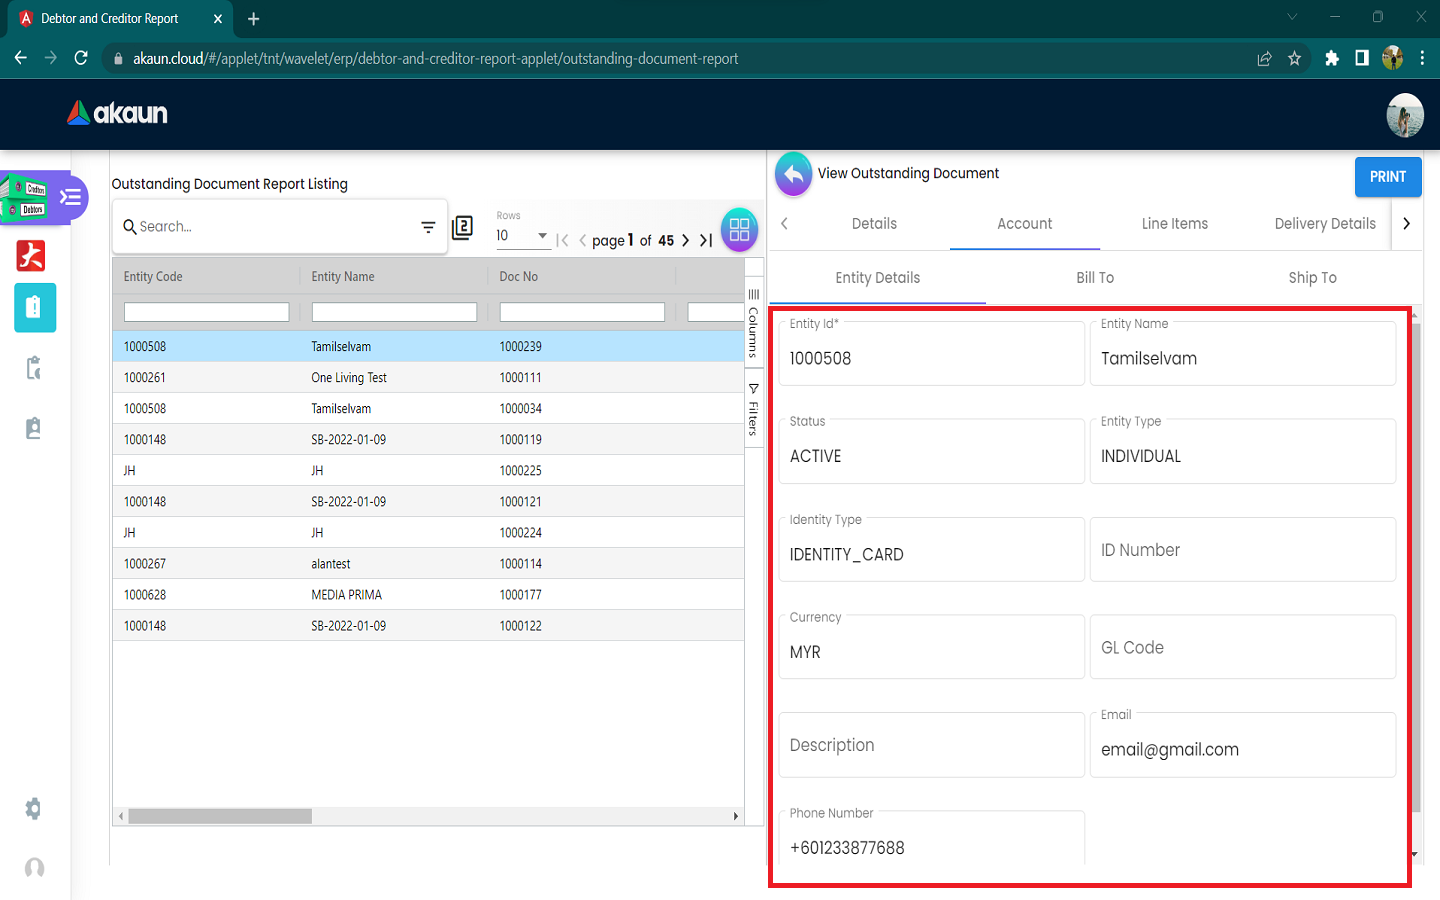 Debtor and Creditor Report
akaun.cloud/#/applet/tnt/wavelet/erp/debtor-and-creditor-report-applet/outstanding-document-report
akaun
Creditors
Debtors
Outstanding Document Report Listing
Search...
2
Rows
10
page 1 of 45
Entity Code Entity Name Doc No
1000508 Tamilselvam 1000239
1000261 One Living Test 1000111
1000508 Tamilselvam 1000034
1000148 SB-2022-01-09 1000119
JH JH 1000225
1000148 SB-2022-01-09 1000121
JH JH 1000224
1000267 alantest 1000114
1000628 MEDIA PRIMA 1000177
1000148 SB-2022-01-09 1000122
Columns
Filters
View Outstanding Document
PRINT
Details Account Line Items Delivery Details
Entity Details Bill To Ship To
Entity Id* Entity Name
1000508 Tamilselvam
Status Entity Type
ACTIVE INDIVIDUAL
Identity Type
IDENTITY_CARD ID Number
Currency
MYR GL Code
Email
Description email@gmail.com
Phone Number
+601233877688